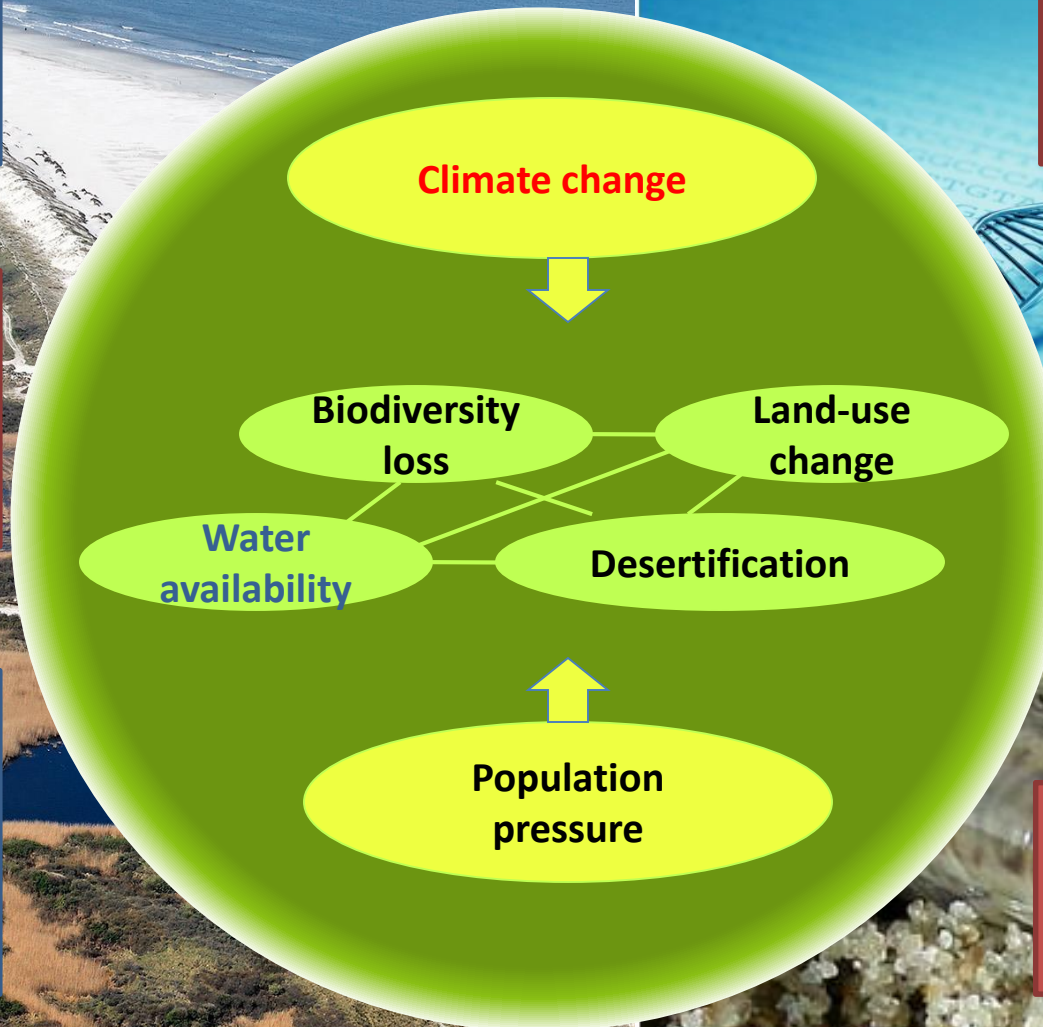 Climate change
Biodiversity
loss
Land-use
change
Water
availability
Desertification
Population
pressure